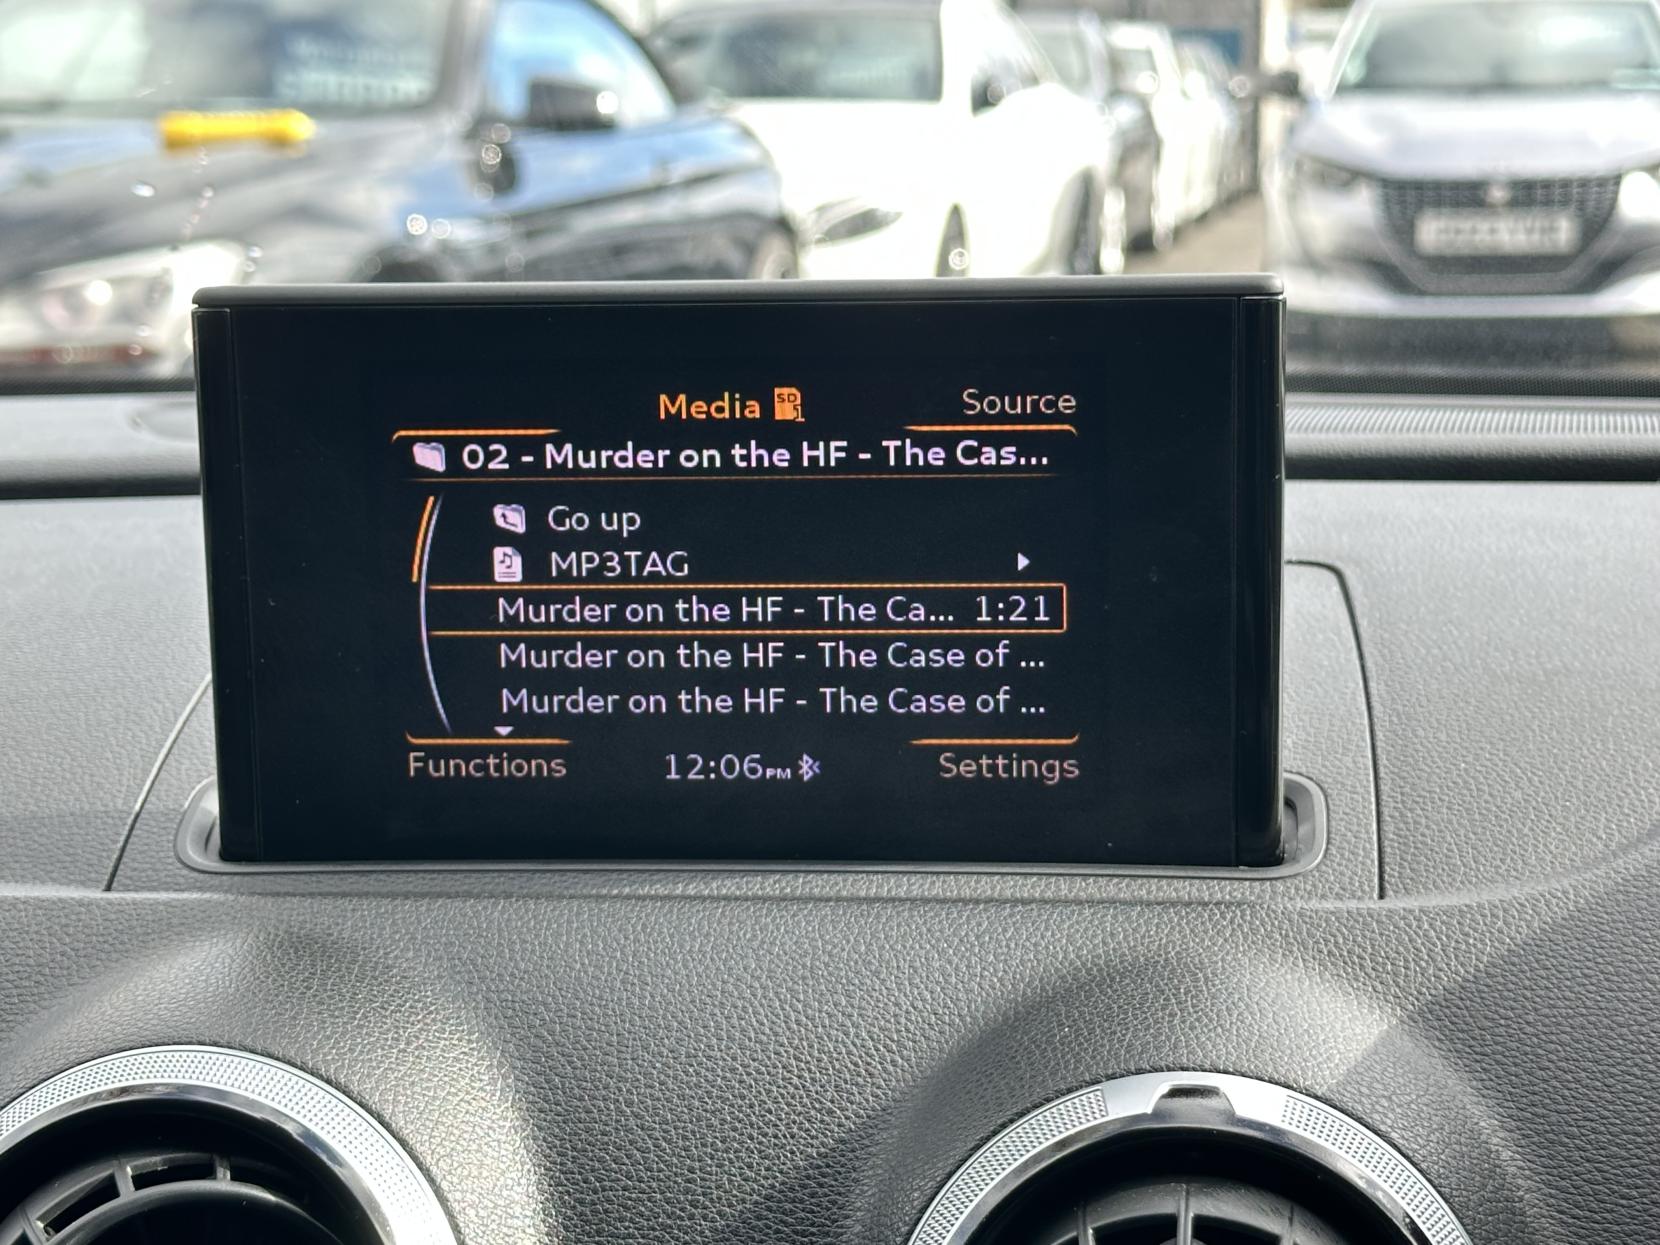 Media SD 1
Source
02 - Murder on the HF - The Cas...
Go up
MP3TAG
Murder on the HF - The Ca... 1:21
Murder on the HF - The Case of ...
Murder on the HF - The Case of ...
Functions 12:06PM Settings